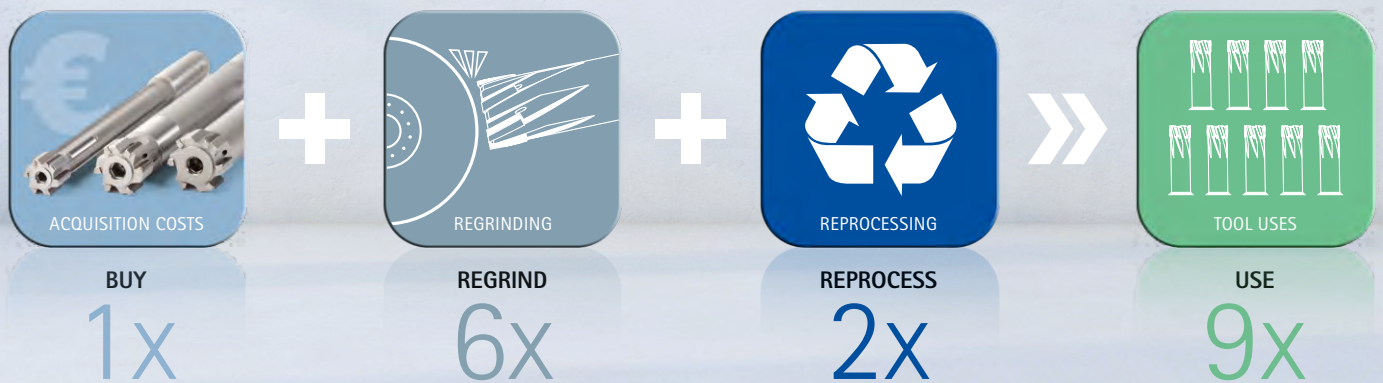 €
ACQUISITION COSTS
REGRINDING
REPROCESSING
TOOL USES
BUY
REGRIND
REPROCESS
USE
1x
6x
2x
9x